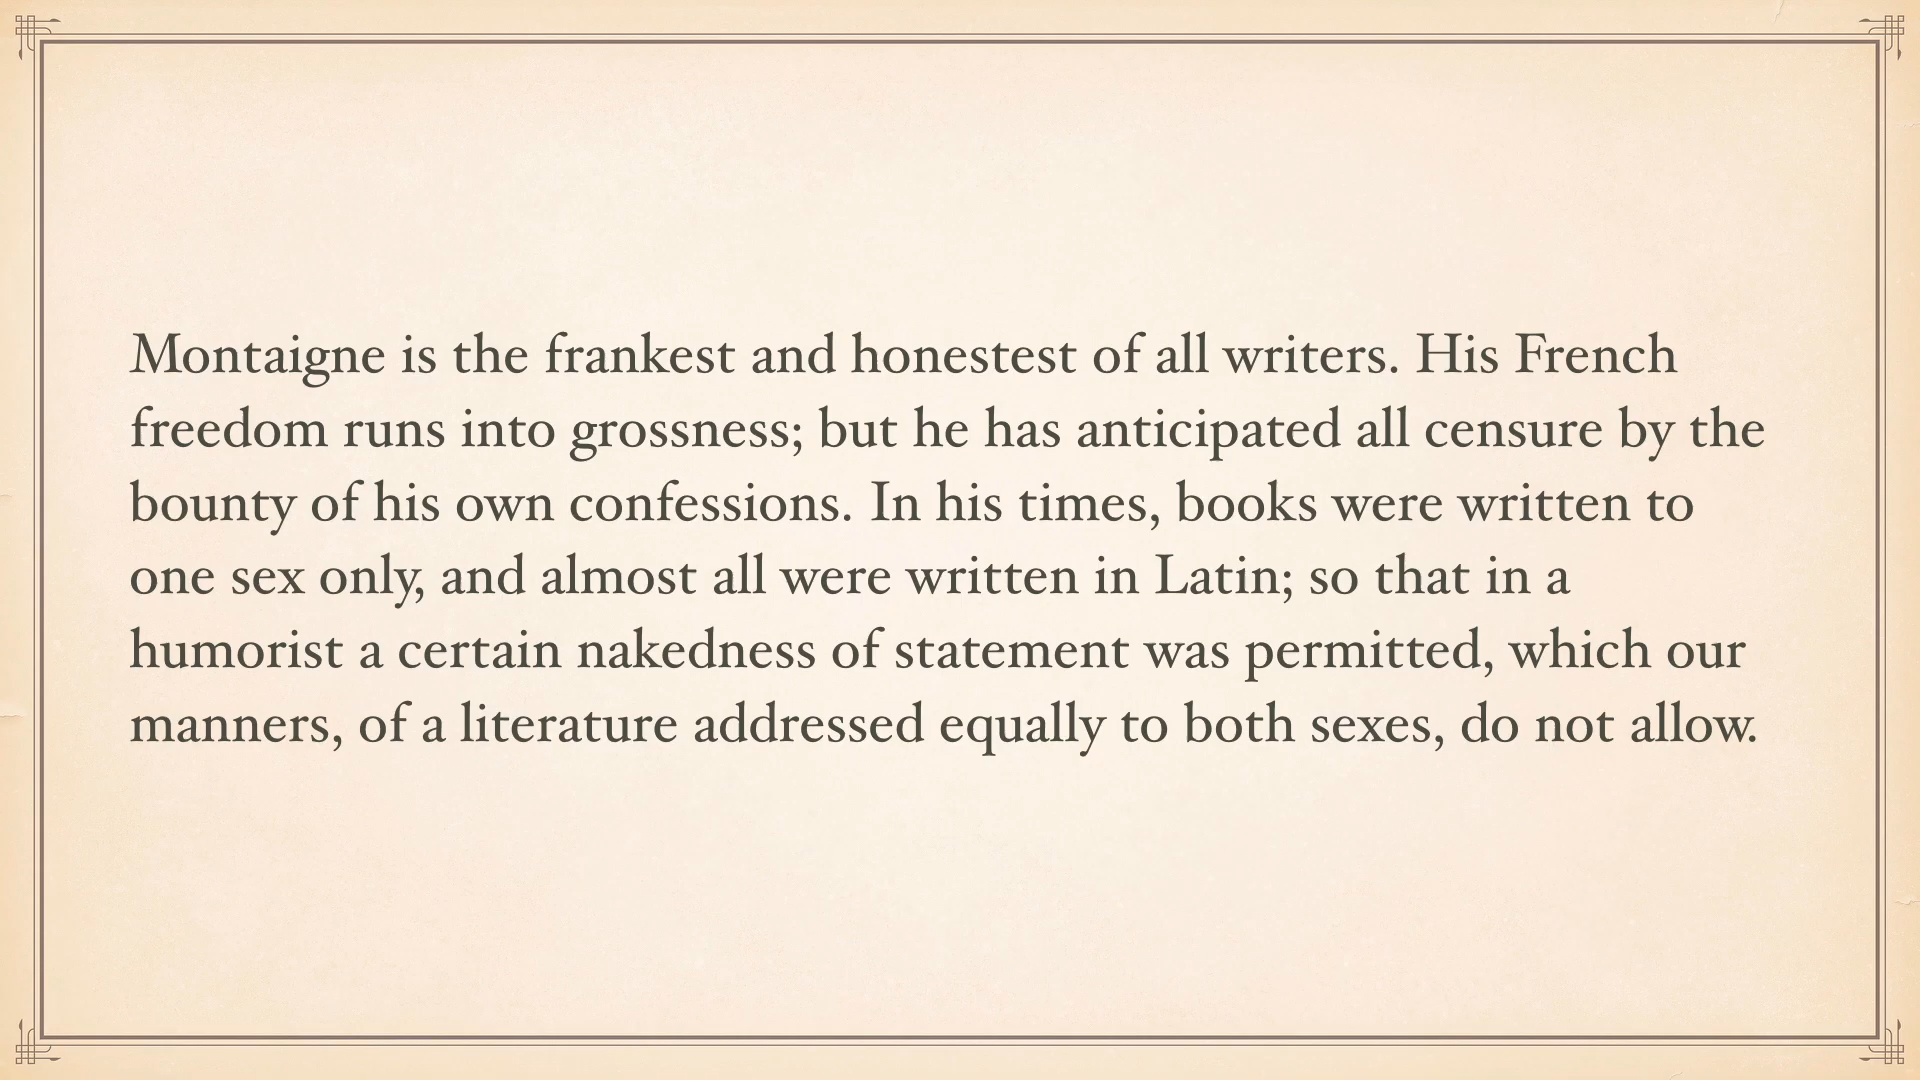 Montaigne is the frankest and honestest of all writers. His French
freedom runs into grossness; but he has anticipated all censure by the
bounty of his own confessions. In his times, books were written to
one sex only, and almost all were written in Latin; so that in a
humorist a certain nakedness of statement was permitted, which our
manners, of a literature addressed equally to both sexes, do not allow.